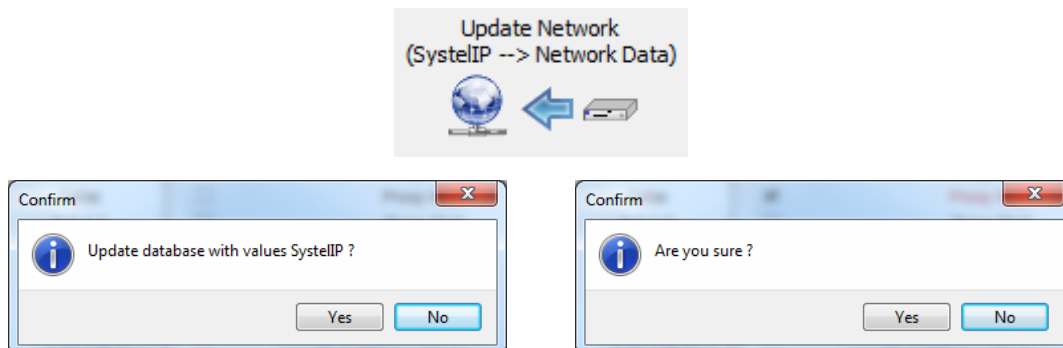 Update Network
(SystelIP --> Network Data)
Confirm
Update database with values SystelIP ?
Yes
No
Confirm
Are you sure ?
Yes
No